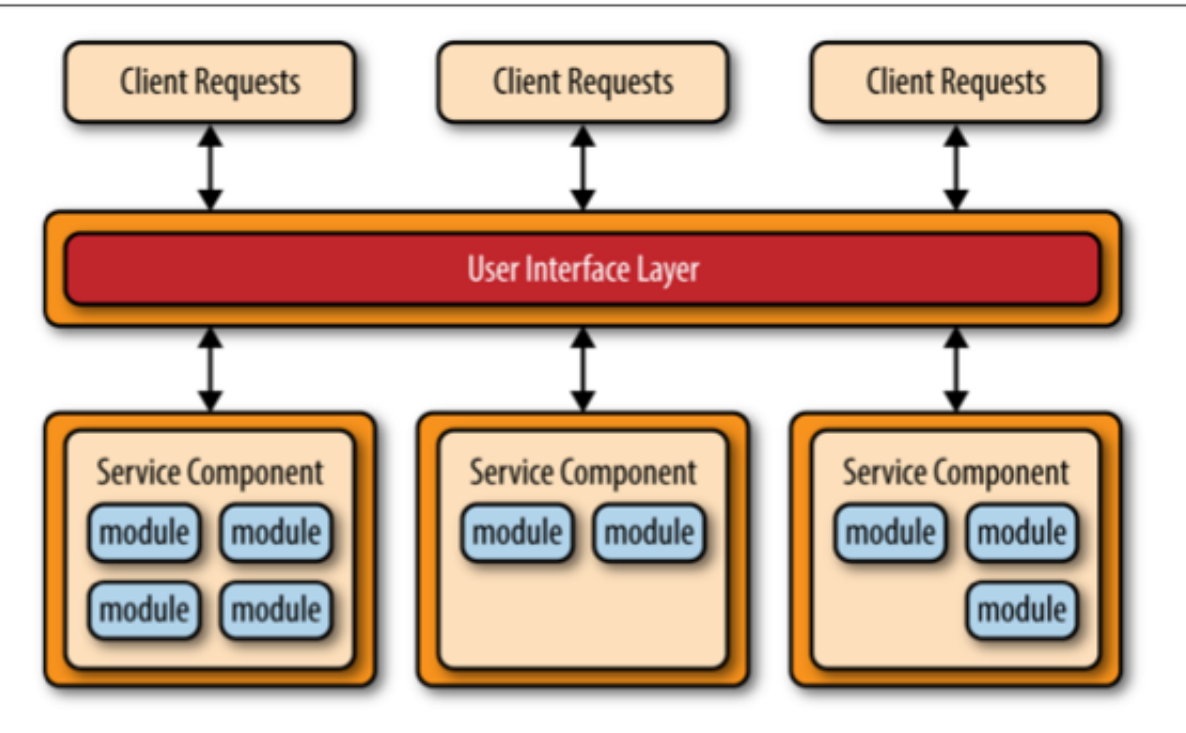 Client Requests
Client Requests
Client Requests
User Interface Layer
Service Component
module module
module module
Service Component
module module
Service Component
module module
module